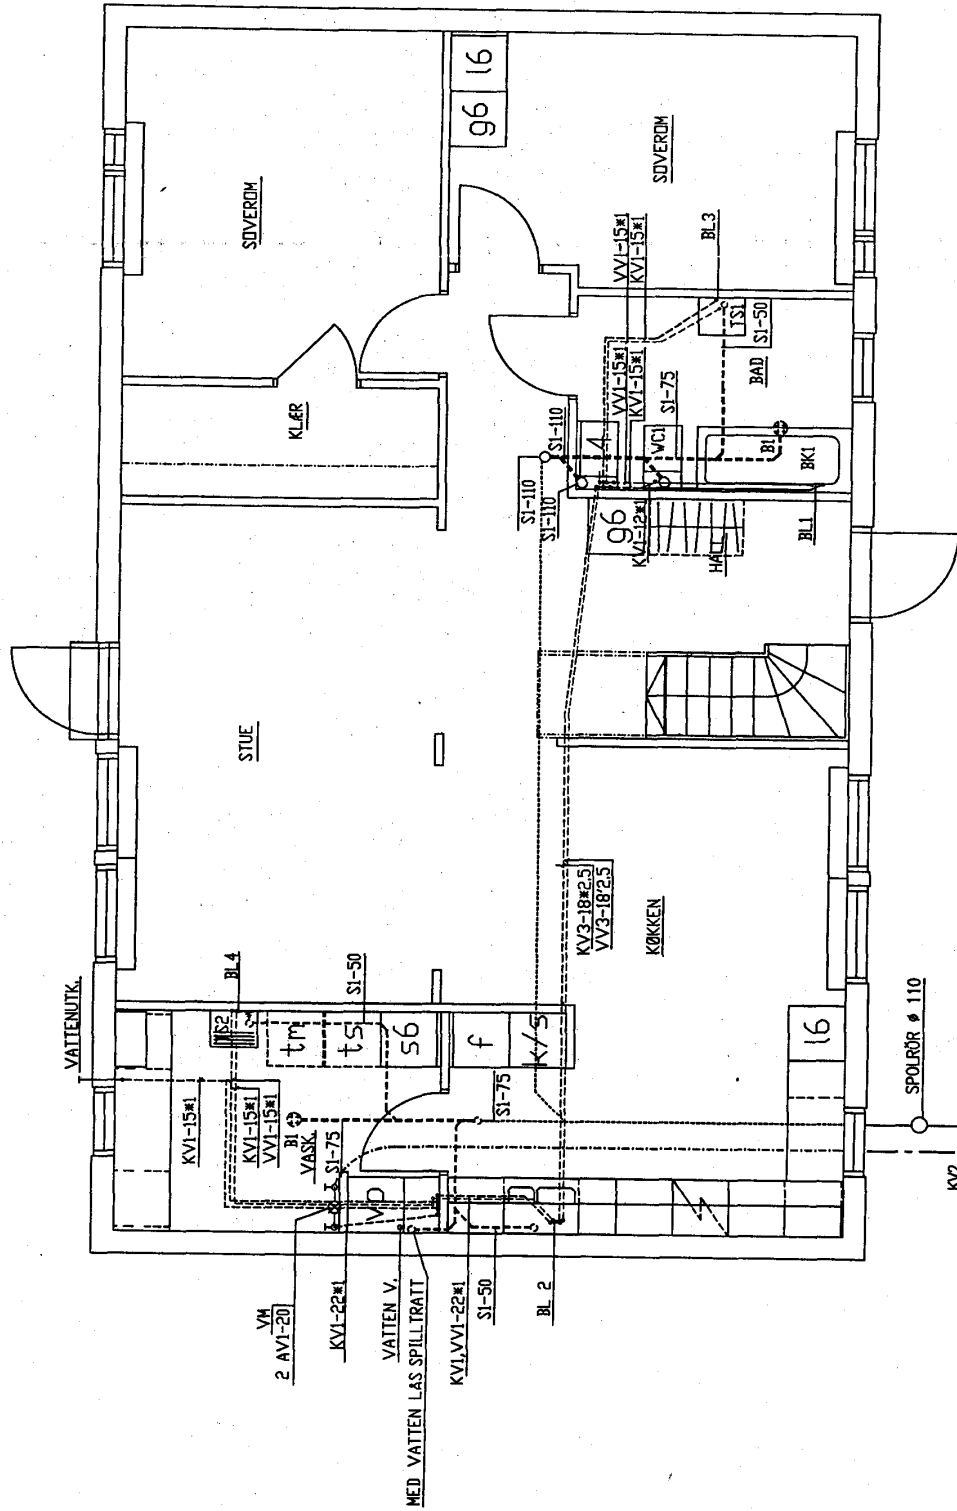 16
96
SOVEROM
SOVEROM
KLÆR
VV1-15*1
KV1-15*1
BL3
VV1-15*1
KV1-15*1
TS1
S1-50
BAD
S1-110
S1-75
WC1
S1-110
S1-110
B1
BK1
96
KV1-12*1
HALL
BL1
STUE
KV3-18*2,5
VV3-18'2,5
KØKKEN
VATTENUTK.
BL4
S1-50
tm
ts
s6
f
k/s
16
SPOLRÖR ø 110
KV1-15*1
KV1-15*1
VV1-15*1
B1
VASK
S1-75
S1-75
VM
2 AV1-20
KV1-22*1
VATTEN V.
MED VATTEN LAS SPILLTRATT
KV1,VV1-22*1
S1-50
BL 2
KV2